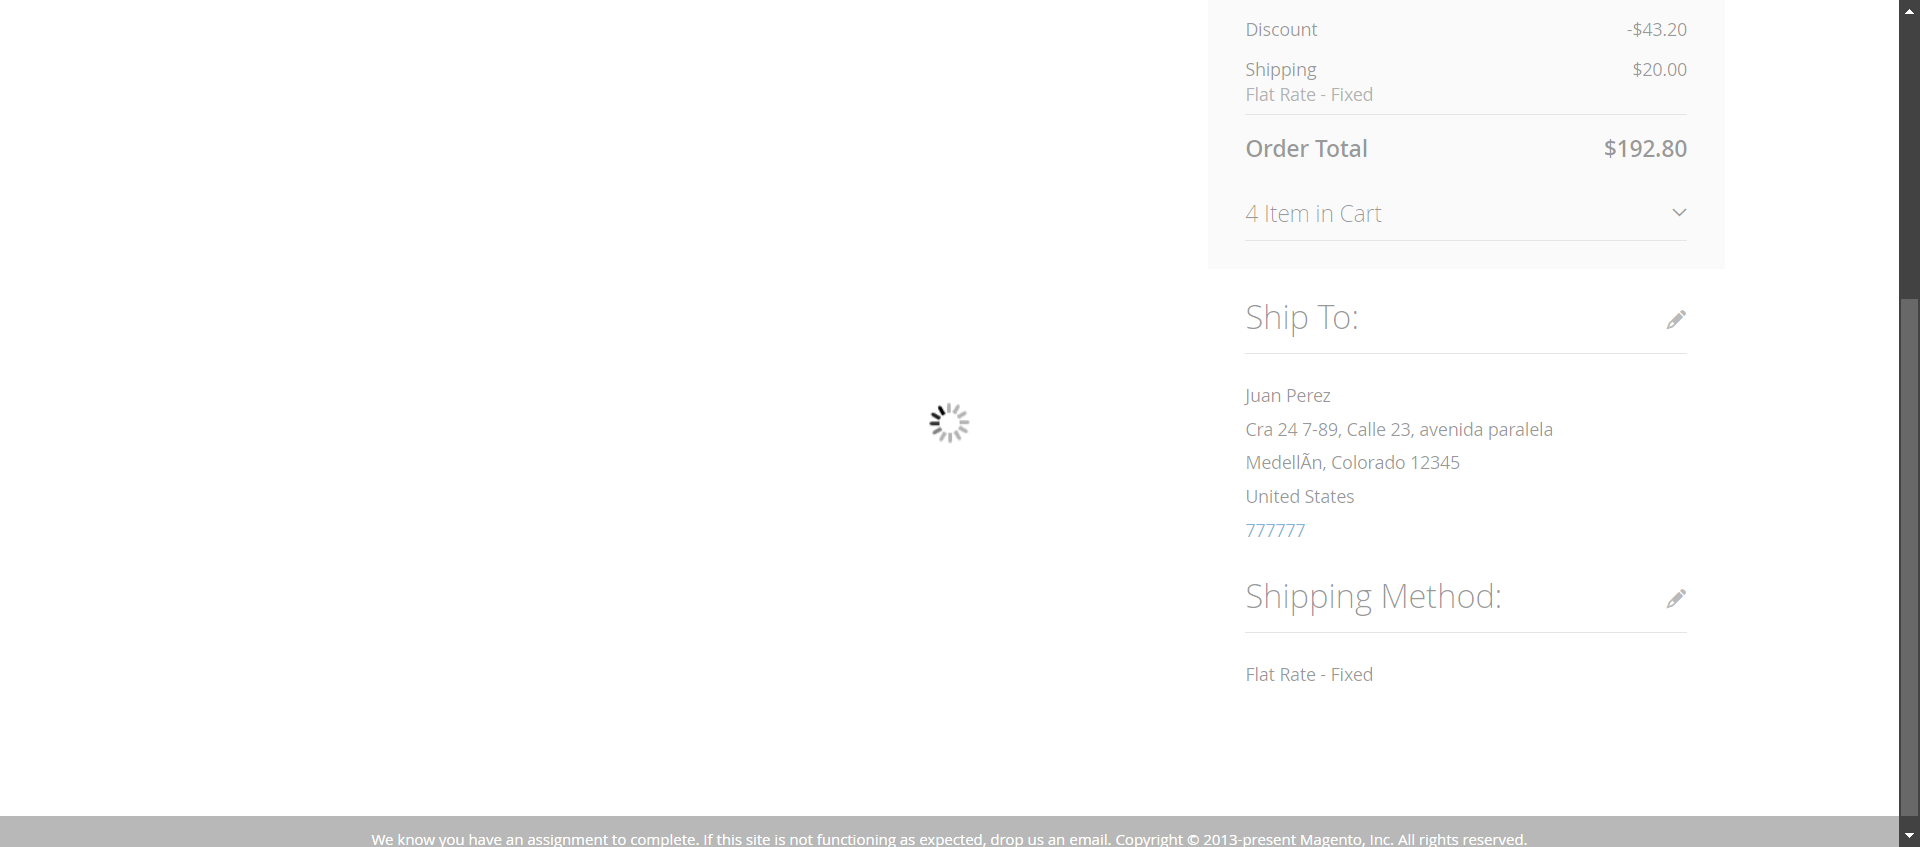 Discount -$43.20
Shipping $20.00
Flat Rate - Fixed
Order Total $192.80
4 Item in Cart
Ship To:
Juan Perez
Cra 24 7-89, Calle 23, avenida paralela
MedellÃn, Colorado 12345
United States
777777
Shipping Method:
Flat Rate - Fixed
We know you have an assignment to complete. If this site is not functioning as expected, drop us an email. Copyright © 2013-present Magento, Inc. All rights reserved.